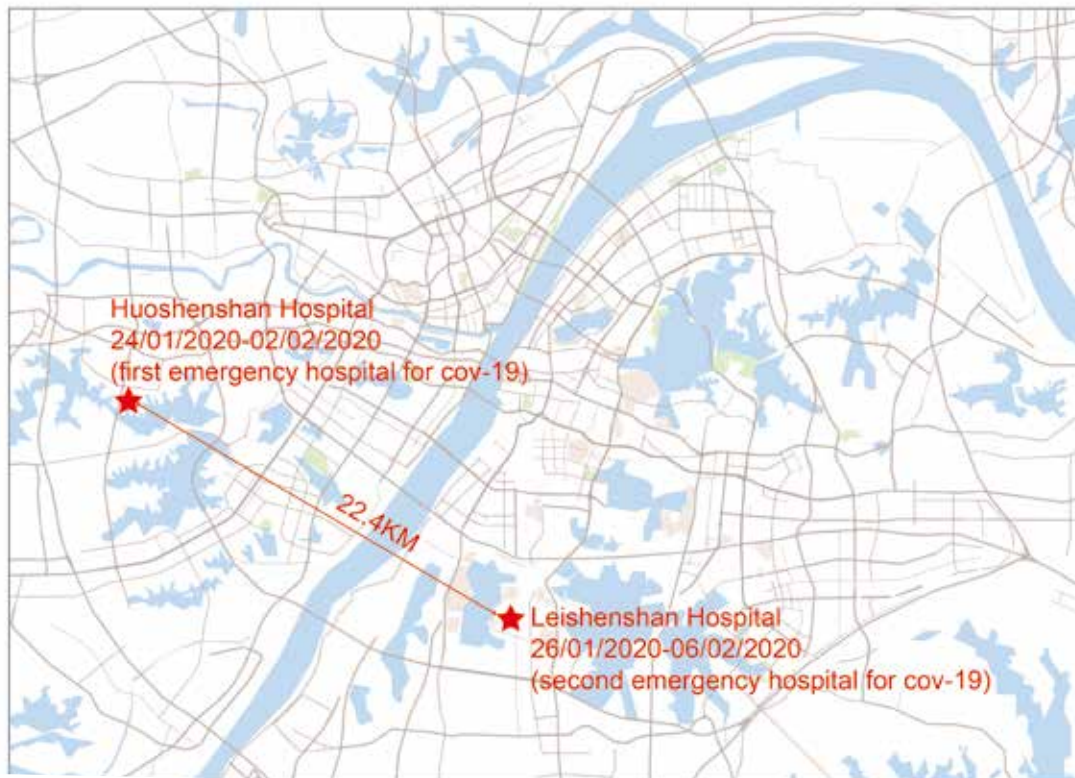 Huoshenshan Hospital
24/01/2020-02/02/2020
(first emergency hospital for cov-19)
22.4KM
Leishenshan Hospital
26/01/2020-06/02/2020
(second emergency hospital for cov-19)